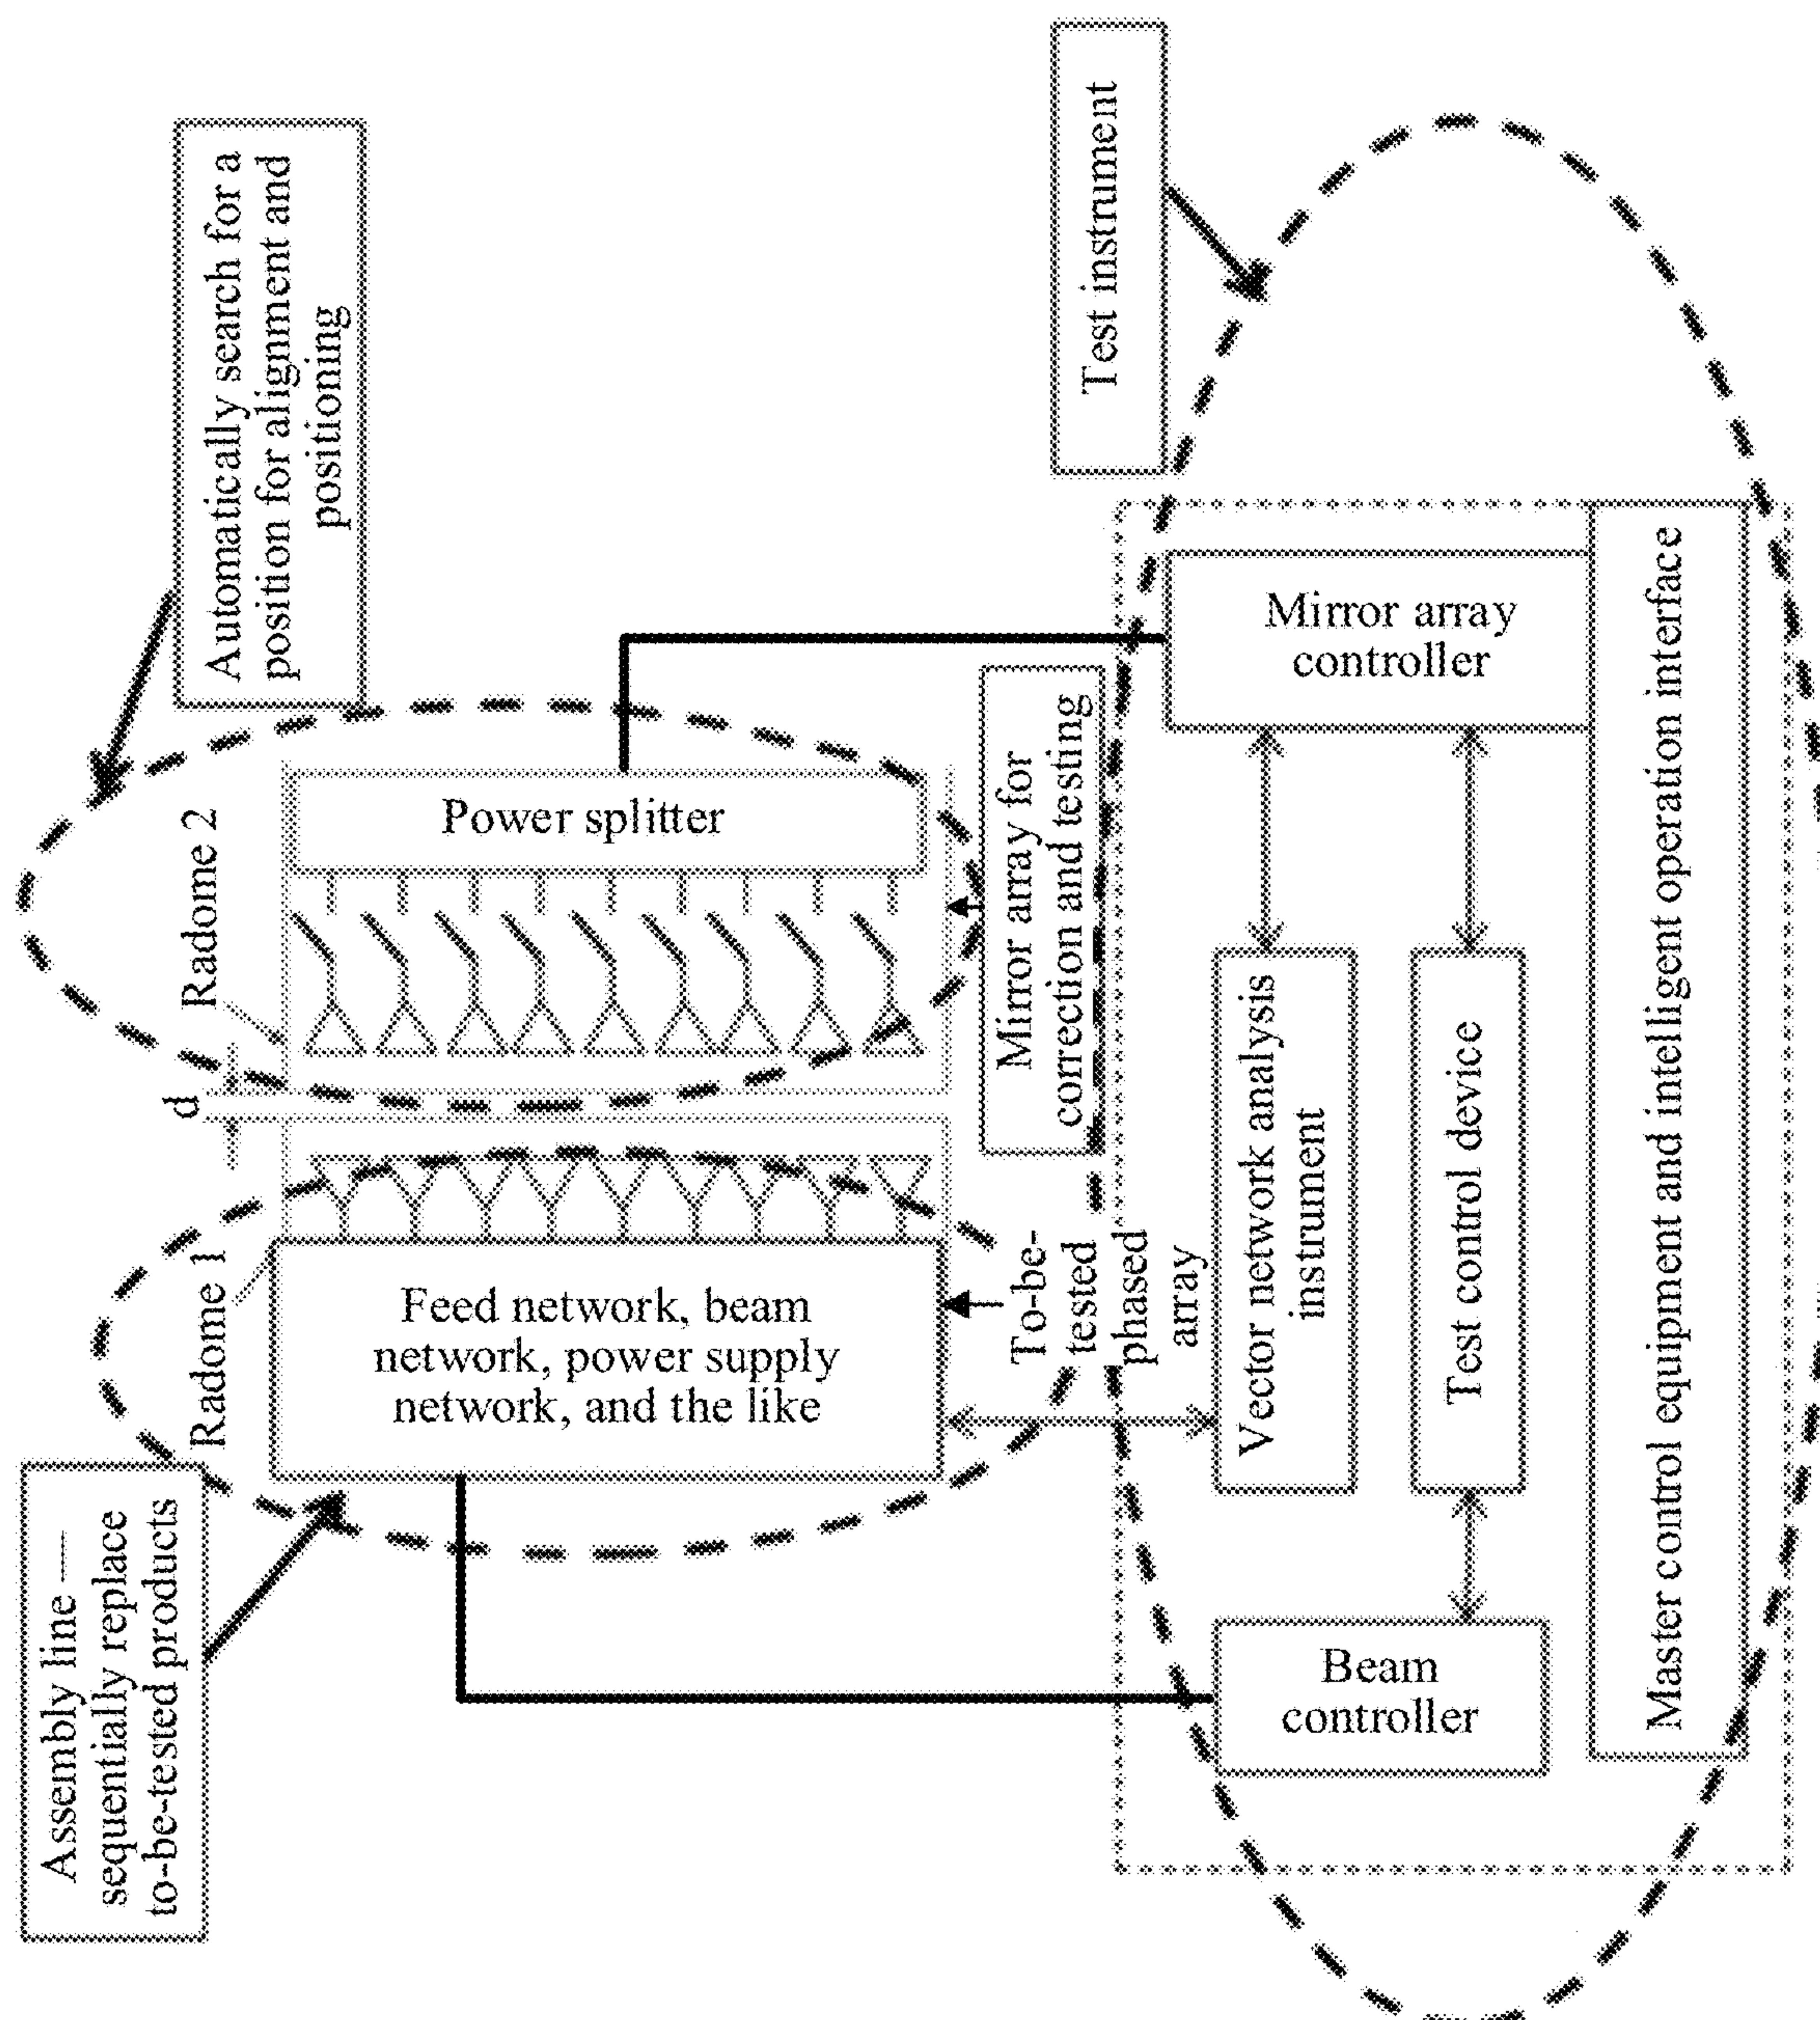 Assembly line —
sequentially replace
to-be-tested products
Automatically search for a
position for alignment and
positioning
Radome 1
d
Radome 2
Feed network, beam
network, power supply
network, and the like
Power splitter
To-be-
tested
phased
array
Mirror array for
correction and testing
Test instrument
Beam
controller
Vector network analysis
instrument
Test control device
Mirror array
controller
Master control equipment and intelligent operation interface